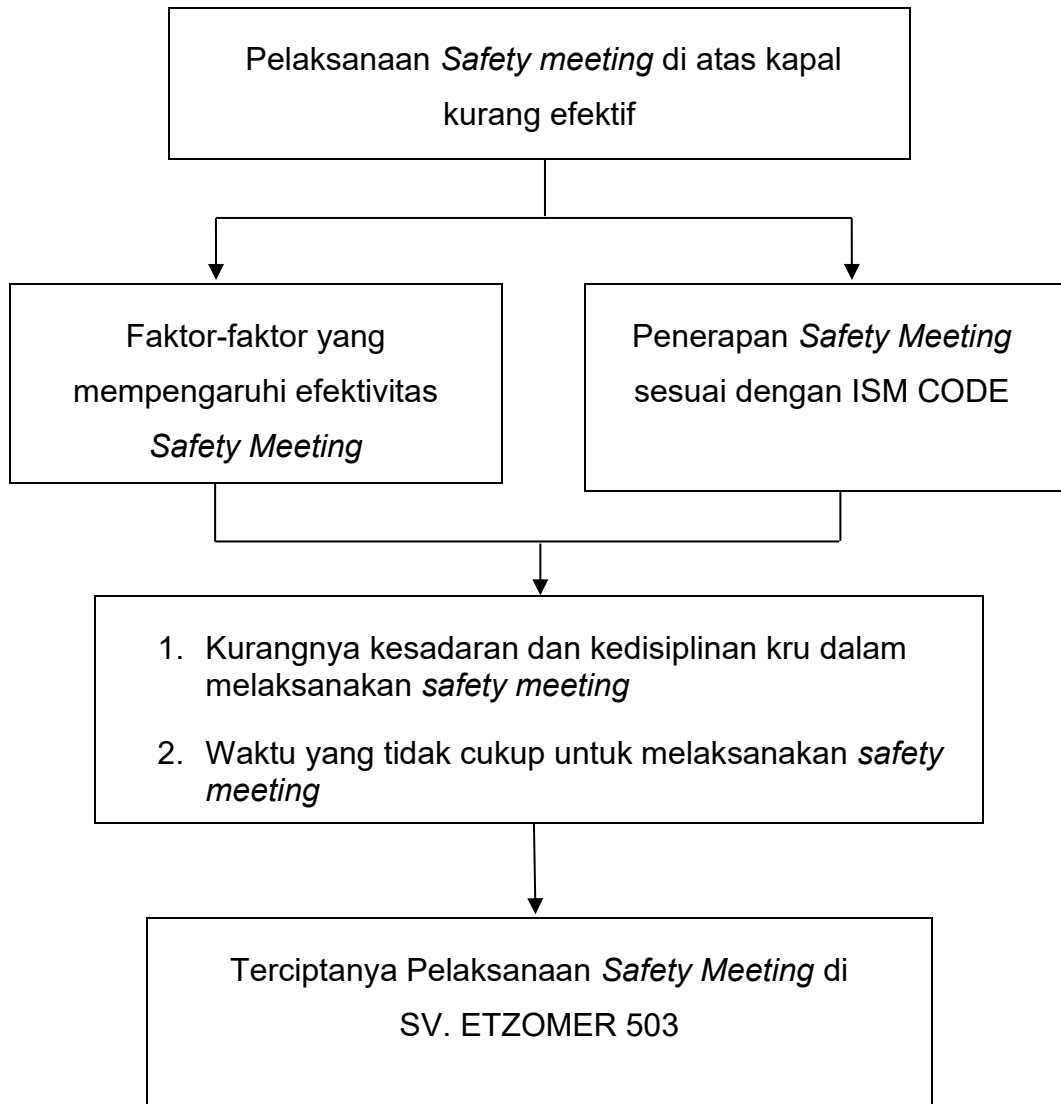 Pelaksanaan Safety meeting di atas kapal
kurang efektif
Faktor-faktor yang
mempengaruhi efektivitas
Safety Meeting
Penerapan Safety Meeting
sesuai dengan ISM CODE
1. Kurangnya kesadaran dan kedisiplinan kru dalam
melaksanakan safety meeting
2. Waktu yang tidak cukup untuk melaksanakan safety
meeting
Terciptanya Pelaksanaan Safety Meeting di
SV. ETZOMER 503